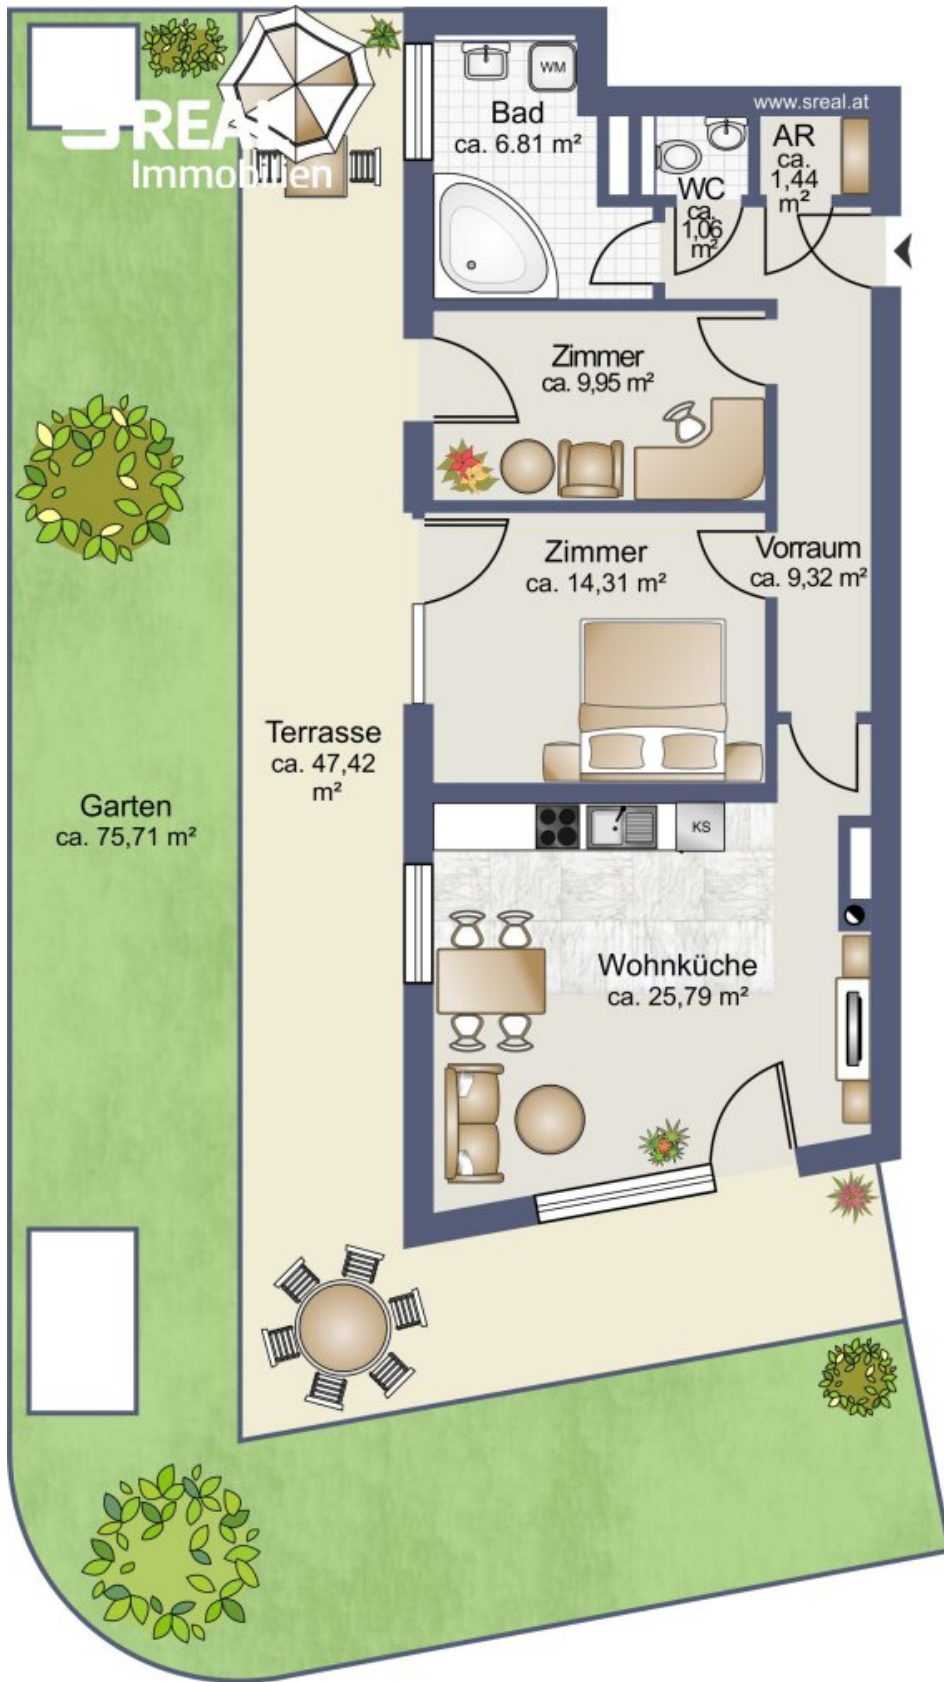 SREAL
Immobilien
www.sreal.at
WM
Bad
ca. 6.81 m²
WC
ca.
1,06
m²
AR
ca.
1,44
m²
Zimmer
ca. 9,95 m²
Zimmer
ca. 14,31 m²
Vorraum
ca. 9,32 m²
Terrasse
ca. 47,42
m²
Garten
ca. 75,71 m²
KS
Wohnküche
ca. 25,79 m²